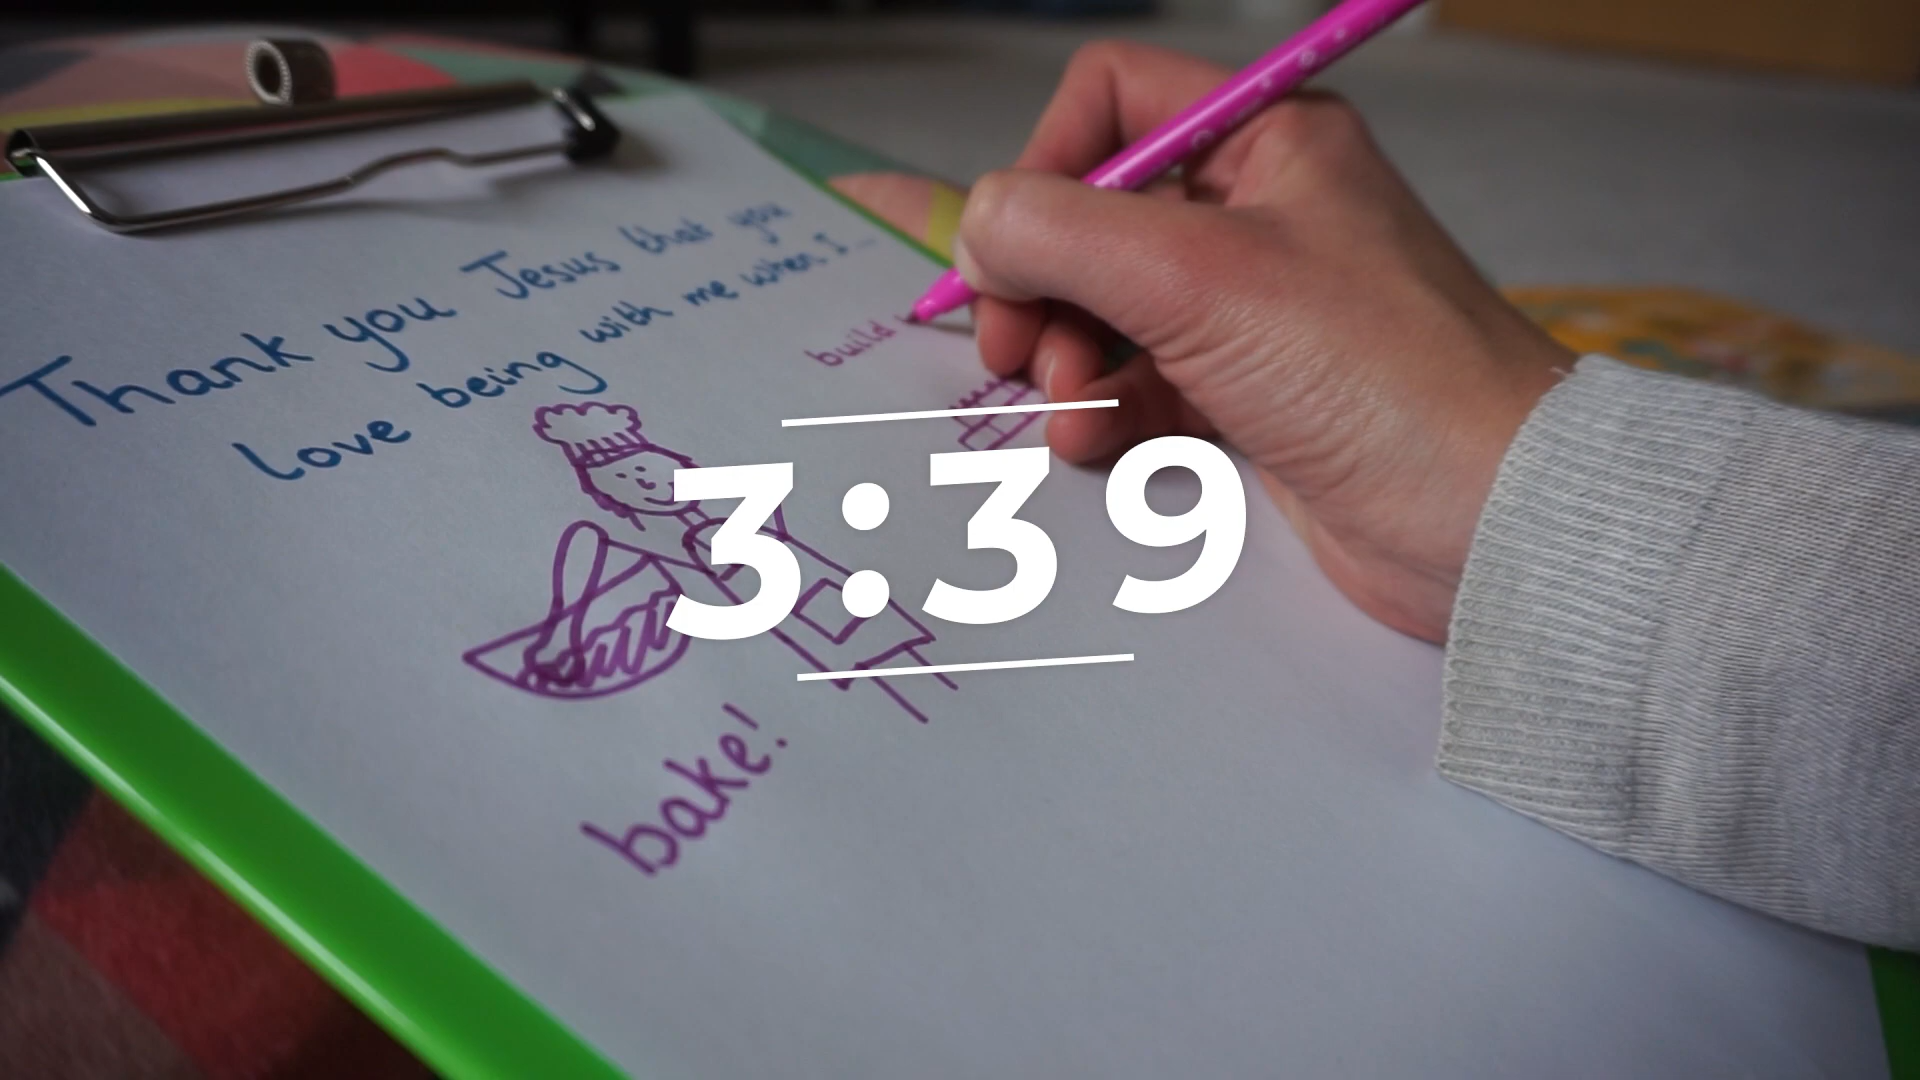 Thank you Jesus that you
Love being with me when I...
build
3:39
bake!